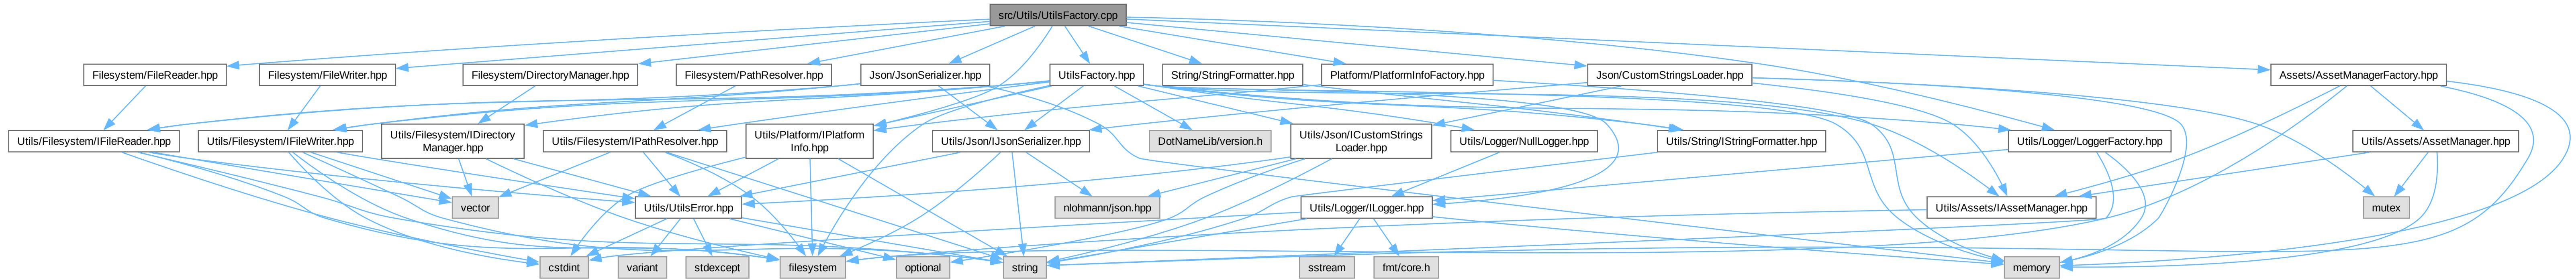 src/Utils/UtilsFactory.cpp
Filesystem/FileReader.hpp
Filesystem/FileWriter.hpp
Filesystem/DirectoryManager.hpp
Filesystem/PathResolver.hpp
Json/JsonSerializer.hpp
UtilsFactory.hpp
String/StringFormatter.hpp
Platform/PlatformInfoFactory.hpp
Json/CustomStringsLoader.hpp
Assets/AssetManagerFactory.hpp
Utils/Filesystem/IFileReader.hpp
Utils/Filesystem/IFileWriter.hpp
Utils/Filesystem/IDirectory
Manager.hpp
Utils/Filesystem/IPathResolver.hpp
Utils/Platform/IPlatform
Info.hpp
Utils/Json/IJsonSerializer.hpp
DotNameLib/version.h
Utils/Json/ICustomStrings
Loader.hpp
Utils/Logger/NullLogger.hpp
Utils/String/IStringFormatter.hpp
Utils/Logger/LoggerFactory.hpp
Utils/Assets/AssetManager.hpp
vector
Utils/UtilsError.hpp
nlohmann/json.hpp
Utils/Logger/ILogger.hpp
Utils/Assets/IAssetManager.hpp
mutex
cstdint
variant
stdexcept
filesystem
optional
string
sstream
fmt/core.h
memory